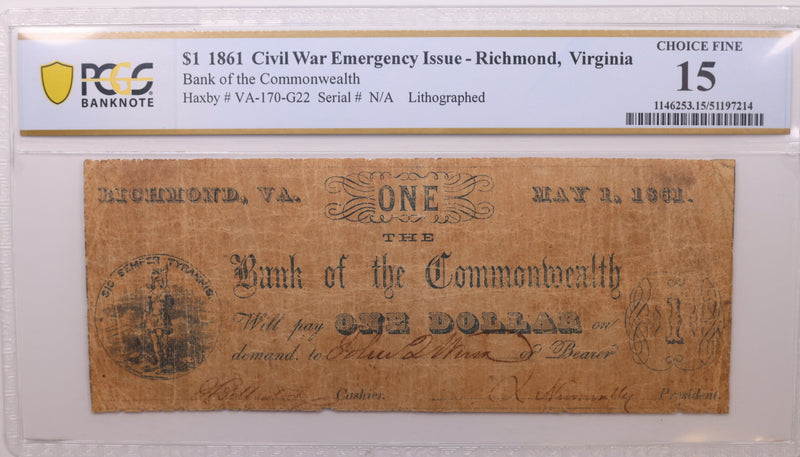 PCGS
BANKNOTE
$1 1861 Civil War Emergency Issue - Richmond, Virginia
Bank of the Commonwealth
Haxby # VA-170-G22 Serial # N/A Lithographed
CHOICE FINE
15
1146253.15/51197214
RICHMOND, VA. ONE MAY 1, 1861.
THE
Bank of the Commonwealth
SIC SEMPER TYRANNIS.
Will pay ONE DOLLAR on
1
demand, to or Bearer
Cashier. President.